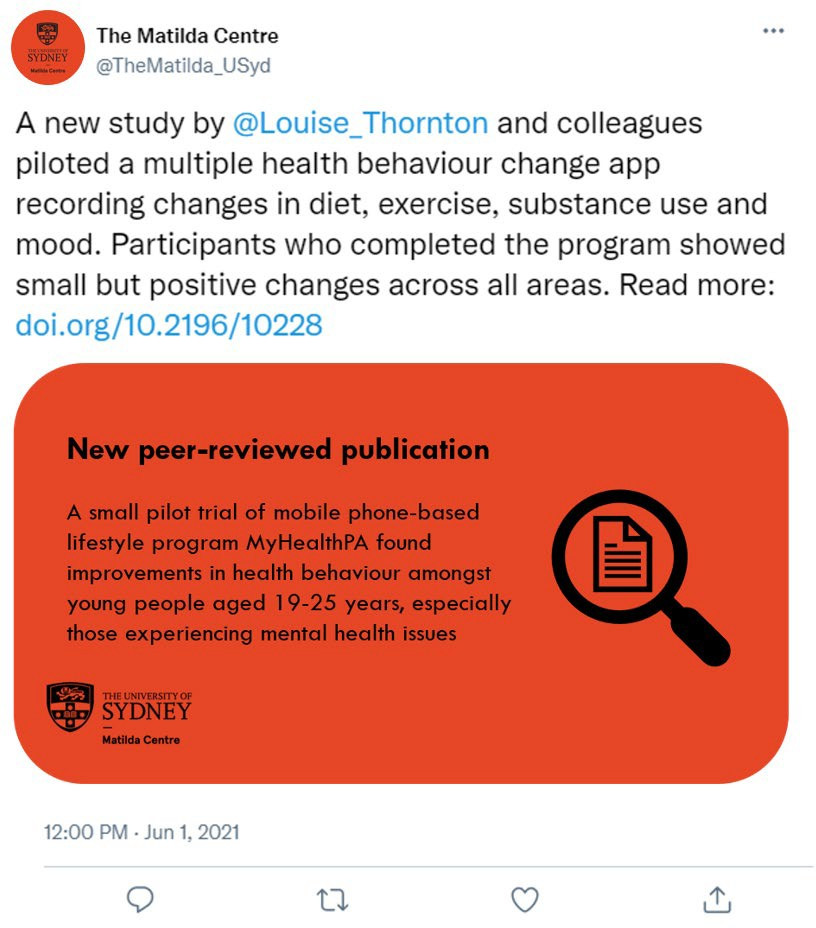 THE UNIVERSITY OF
SYDNEY
Matilda Centre
The Matilda Centre
@TheMatilda_USyd
A new study by @Louise_Thornton and colleagues
piloted a multiple health behaviour change app
recording changes in diet, exercise, substance use and
mood. Participants who completed the program showed
small but positive changes across all areas. Read more:
doi.org/10.2196/10228
New peer-reviewed publication
A small pilot trial of mobile phone-based
lifestyle program MyHealthPA found
improvements in health behaviour amongst
young people aged 19-25 years, especially
those experiencing mental health issues
THE UNIVERSITY OF
SYDNEY
Matilda Centre
12:00 PM · Jun 1, 2021